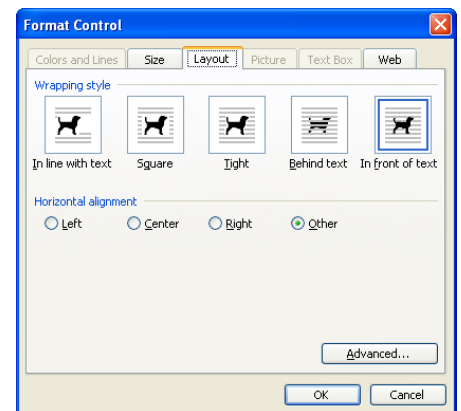 Format Control
Colors and Lines Size Layout Picture Text Box Web
Wrapping style
In line with text Square Tight Behind text In front of text
Horizontal alignment
Left Center Right Other
Advanced...
OK Cancel